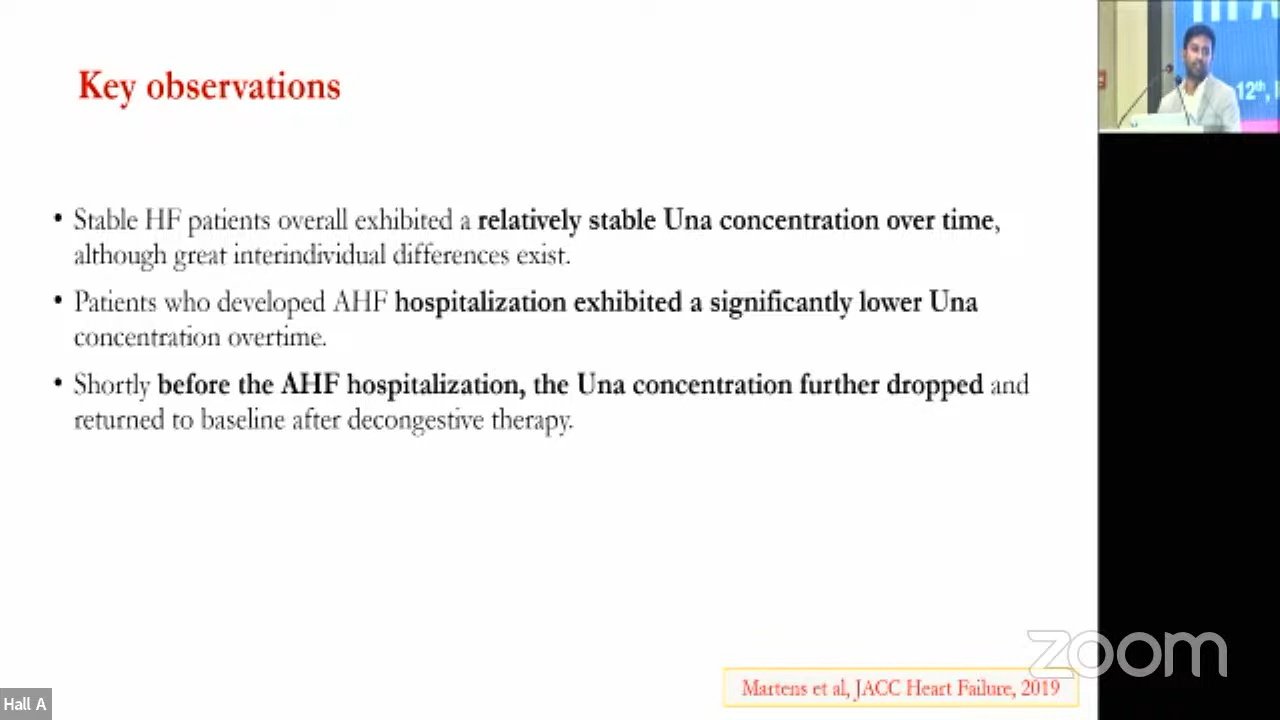 Key observations
• Stable HF patients overall exhibited a relatively stable Una concentration over time,
although great interindividual differences exist.
• Patients who developed AHF hospitalization exhibited a significantly lower Una
concentration overtime.
• Shortly before the AHF hospitalization, the Una concentration further dropped and
returned to baseline after decongestive therapy.
Martens et al, JACC Heart Failure, 2019
zoom
Hall A
12th,